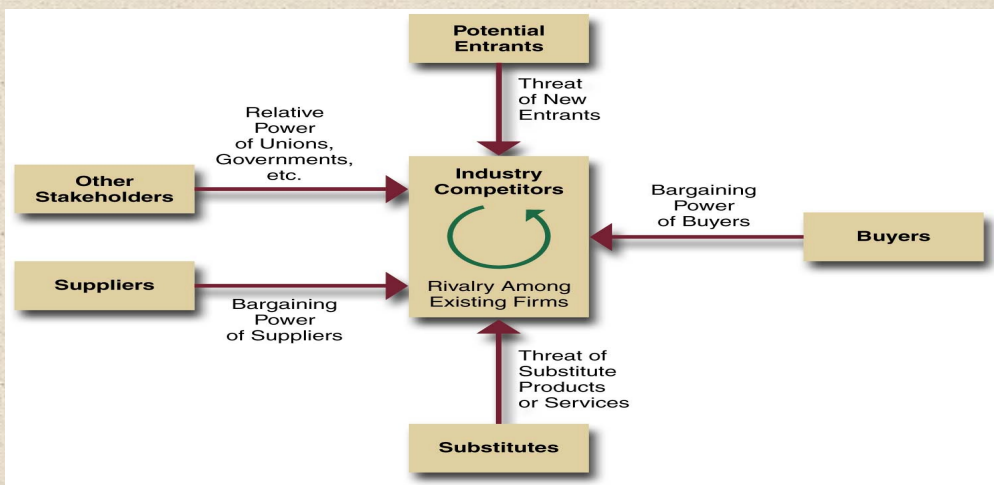 Potential
Entrants
Threat
of New
Entrants
Relative
Power
of Unions,
Governments,
etc.
Other
Stakeholders
Industry
Competitors
Rivalry Among
Existing Firms
Bargaining
Power
of Buyers
Buyers
Suppliers
Bargaining
Power
of Suppliers
Threat of
Substitute
Products
or Services
Substitutes